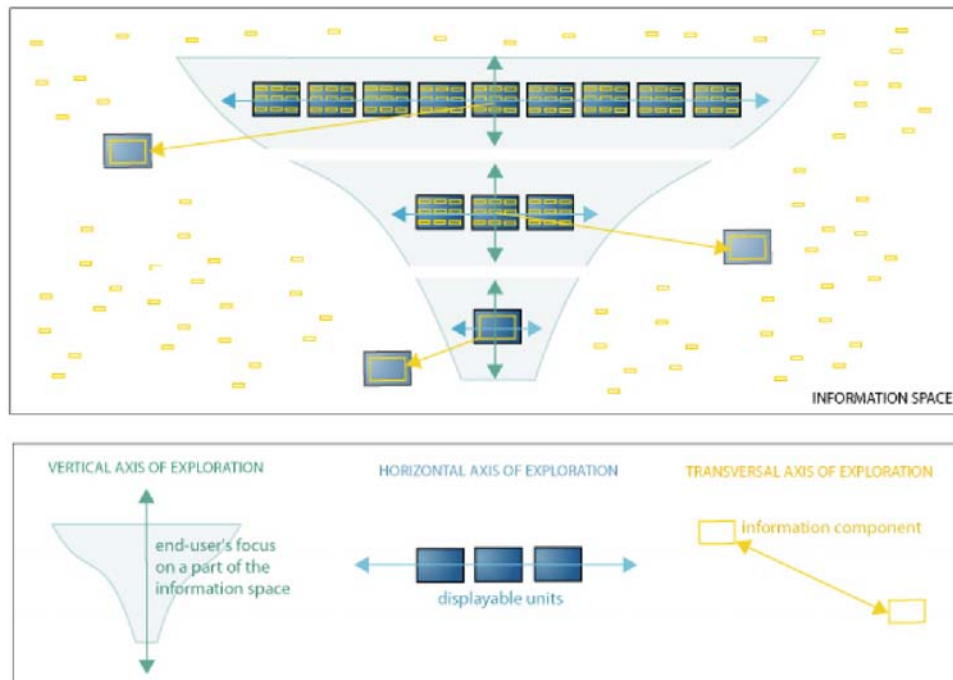 INFORMATION SPACE
VERTICAL AXIS OF EXPLORATION
HORIZONTAL AXIS OF EXPLORATION
TRANSVERSAL AXIS OF EXPLORATION
end-user's focus
on a part of the
information space
displayable units
information component